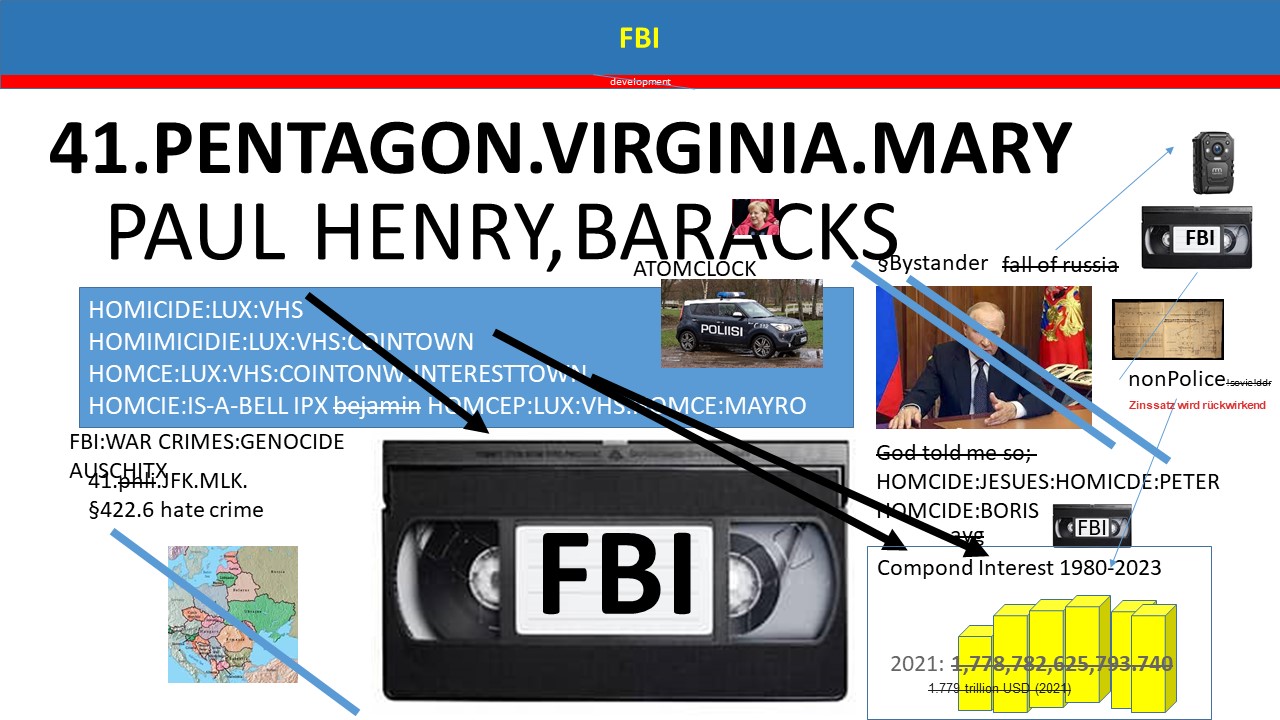 FBI
development
41.PENTAGON.VIRGINIA.MARY
PAUL HENRY, BARACKS
ATOMCLOCK
§Bystander fall of russia
FBI
HOMICIDE:LUX:VHS
HOMIMICIDIE:LUX:VHS:COINTOWN
HOMCE:LUX:VHS:COINTONW:INTERESTTOWN
HOMCIE:IS-A-BELL IPX bejamin HOMCEP:LUX:VHS:HOMCE:MAYRO
POLIISI
nonPolice!sovie!ddr
Zinssatz wird rückwirkend
FBI:WAR CRIMES:GENOCIDE
AUSCHITX
41.phli.JFK.MLK.
§422.6 hate crime
FBI
God told me so;
HOMCIDE:JESUES:HOMICDE:PETER
HOMCIDE:BORIS
avg
FBI
Compond Interest 1980-2023
2021: 1,778,782,625,793.740
1.779 trillion USD (2021)